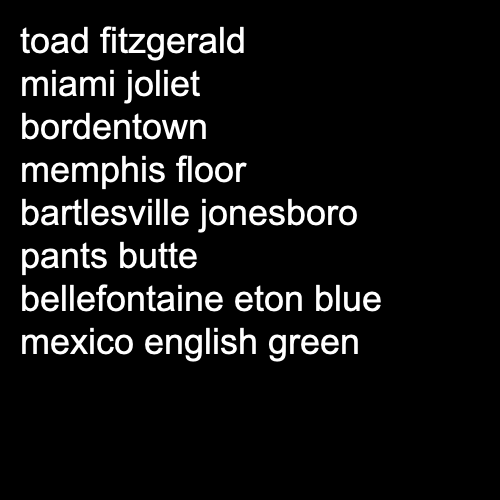 toad fitzgerald
miami joliet
bordentown
memphis floor
bartlesville jonesboro
pants butte
bellefontaine eton blue
mexico english green